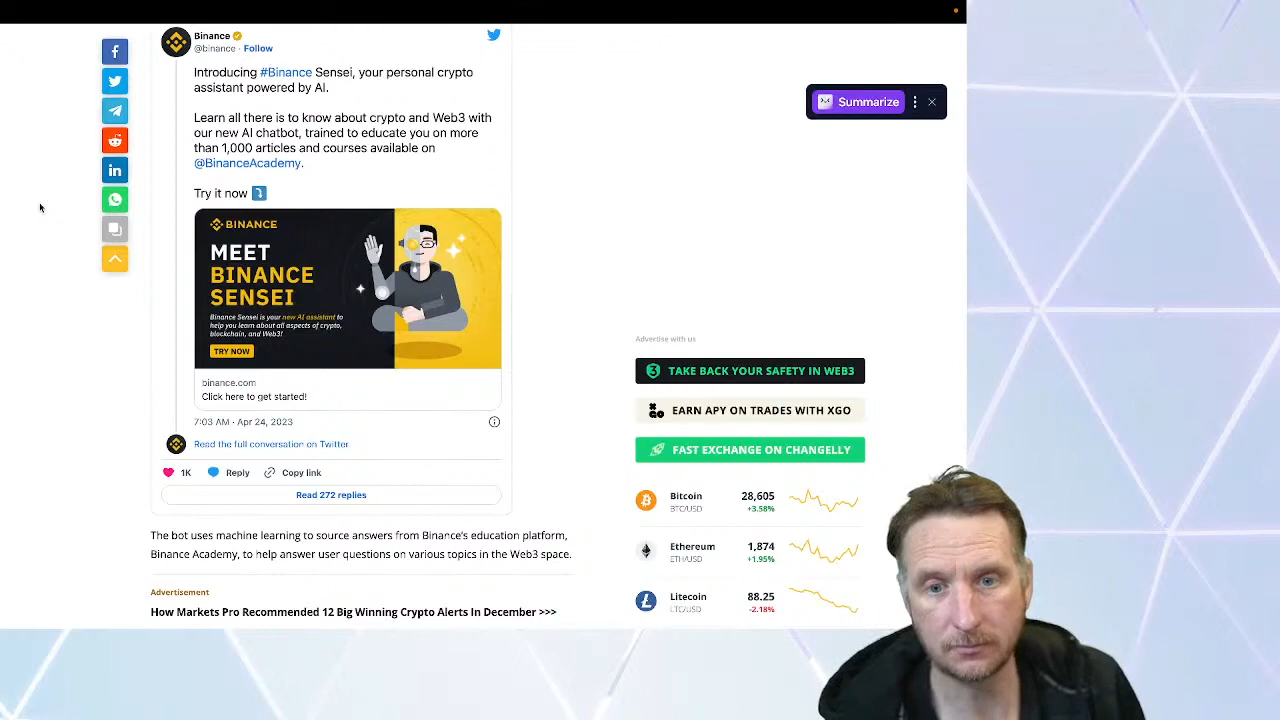 Binance
@binance · Follow
Introducing #Binance Sensei, your personal crypto
assistant powered by AI.
Learn all there is to know about crypto and Web3 with
our new AI chatbot, trained to educate you on more
than 1,000 articles and courses available on
@BinanceAcademy.
Try it now
BINANCE
MEET
BINANCE
SENSEI
Binance Sensei is your new AI assistant to
help you learn about all aspects of crypto,
blockchain, and Web3!
TRY NOW
binance.com
Click here to get started!
7:03 AM · Apr 24, 2023
Read the full conversation on Twitter
1K
Reply
Copy link
Read 272 replies
The bot uses machine learning to source answers from Binance's education platform,
Binance Academy, to help answer user questions on various topics in the Web3 space.
Advertisement
How Markets Pro Recommended 12 Big Winning Crypto Alerts In December >>>
Summarize
Advertise with us
TAKE BACK YOUR SAFETY IN WEB3
XGO
EARN APY ON TRADES WITH XGO
FAST EXCHANGE ON CHANGELLY
Bitcoin 28,605
BTC/USD +3.58%
Ethereum 1,874
ETH/USD +1.95%
Litecoin 88.25
LTC/USD -2.18%